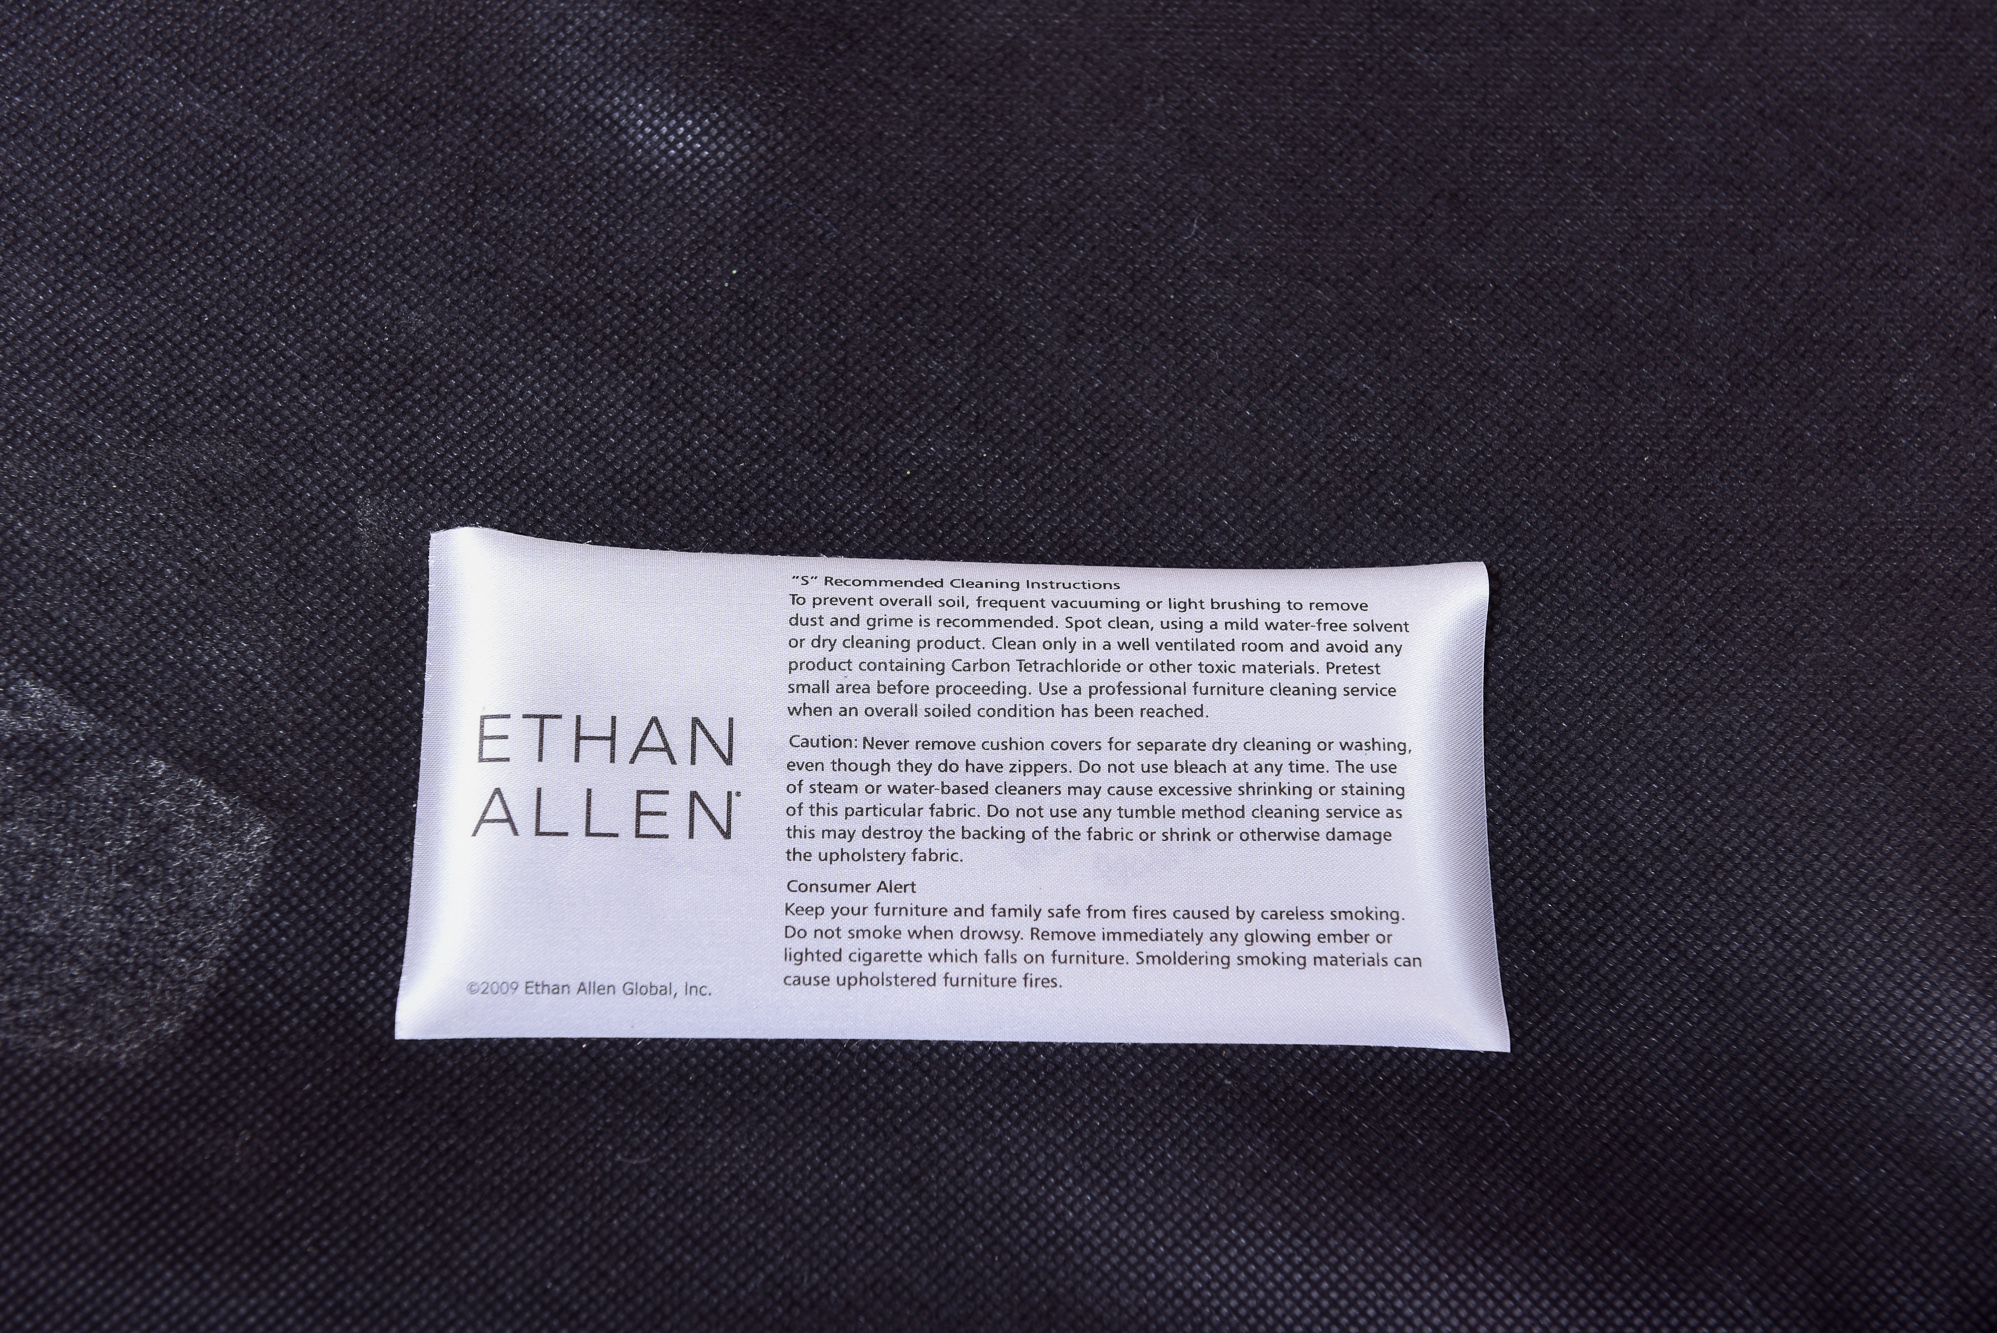 ETHAN
ALLEN®
©2009 Ethan Allen Global, Inc.
"S" Recommended Cleaning Instructions
To prevent overall soil, frequent vacuuming or light brushing to remove
dust and grime is recommended. Spot clean, using a mild water-free solvent
or dry cleaning product. Clean only in a well ventilated room and avoid any
product containing Carbon Tetrachloride or other toxic materials. Pretest
small area before proceeding. Use a professional furniture cleaning service
when an overall soiled condition has been reached.
Caution: Never remove cushion covers for separate dry cleaning or washing,
even though they do have zippers. Do not use bleach at any time. The use
of steam or water-based cleaners may cause excessive shrinking or staining
of this particular fabric. Do not use any tumble method cleaning service as
this may destroy the backing of the fabric or shrink or otherwise damage
the upholstery fabric.
Consumer Alert
Keep your furniture and family safe from fires caused by careless smoking.
Do not smoke when drowsy. Remove immediately any glowing ember or
lighted cigarette which falls on furniture. Smoldering smoking materials can
cause upholstered furniture fires.